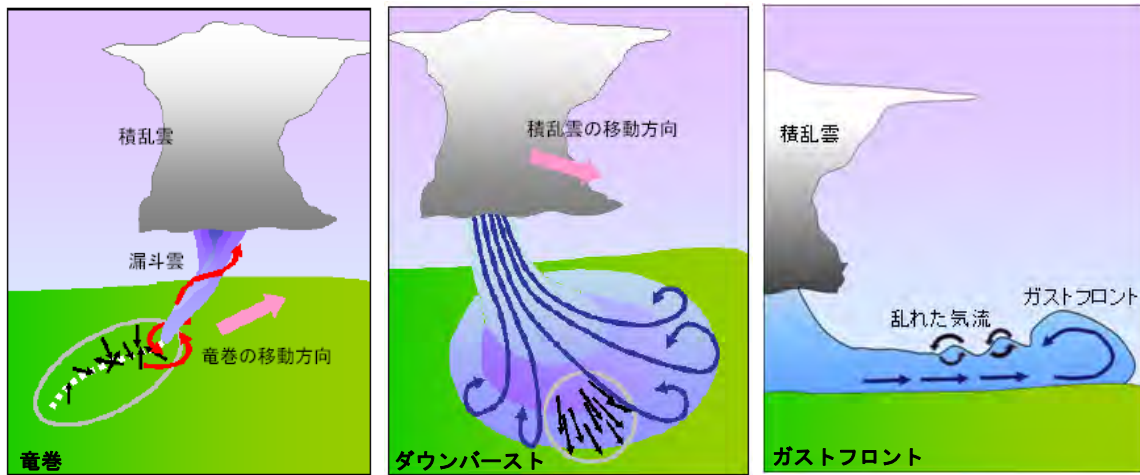 積乱雲
漏斗雲
竜巻の移動方向
竜巻
積乱雲の移動方向
ダウンバースト
積乱雲
ガストフロント
乱れた気流
ガストフロント